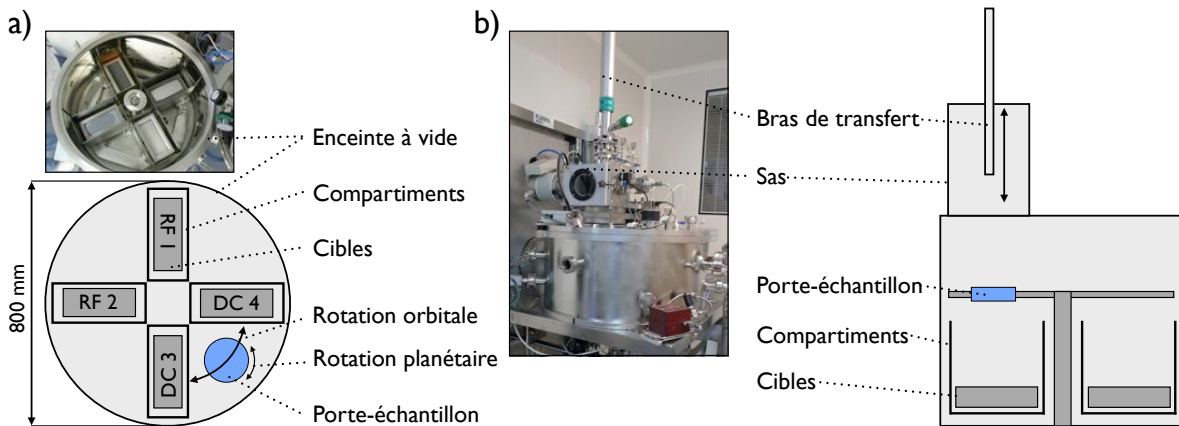 a)
Enceinte à vide
Compartiments
Cibles
RF 1
RF 2
DC 4
DC 3
800 mm
Rotation orbitale
Rotation planétaire
Porte-échantillon
b)
Bras de transfert
Sas
Porte-échantillon
Compartiments
Cibles